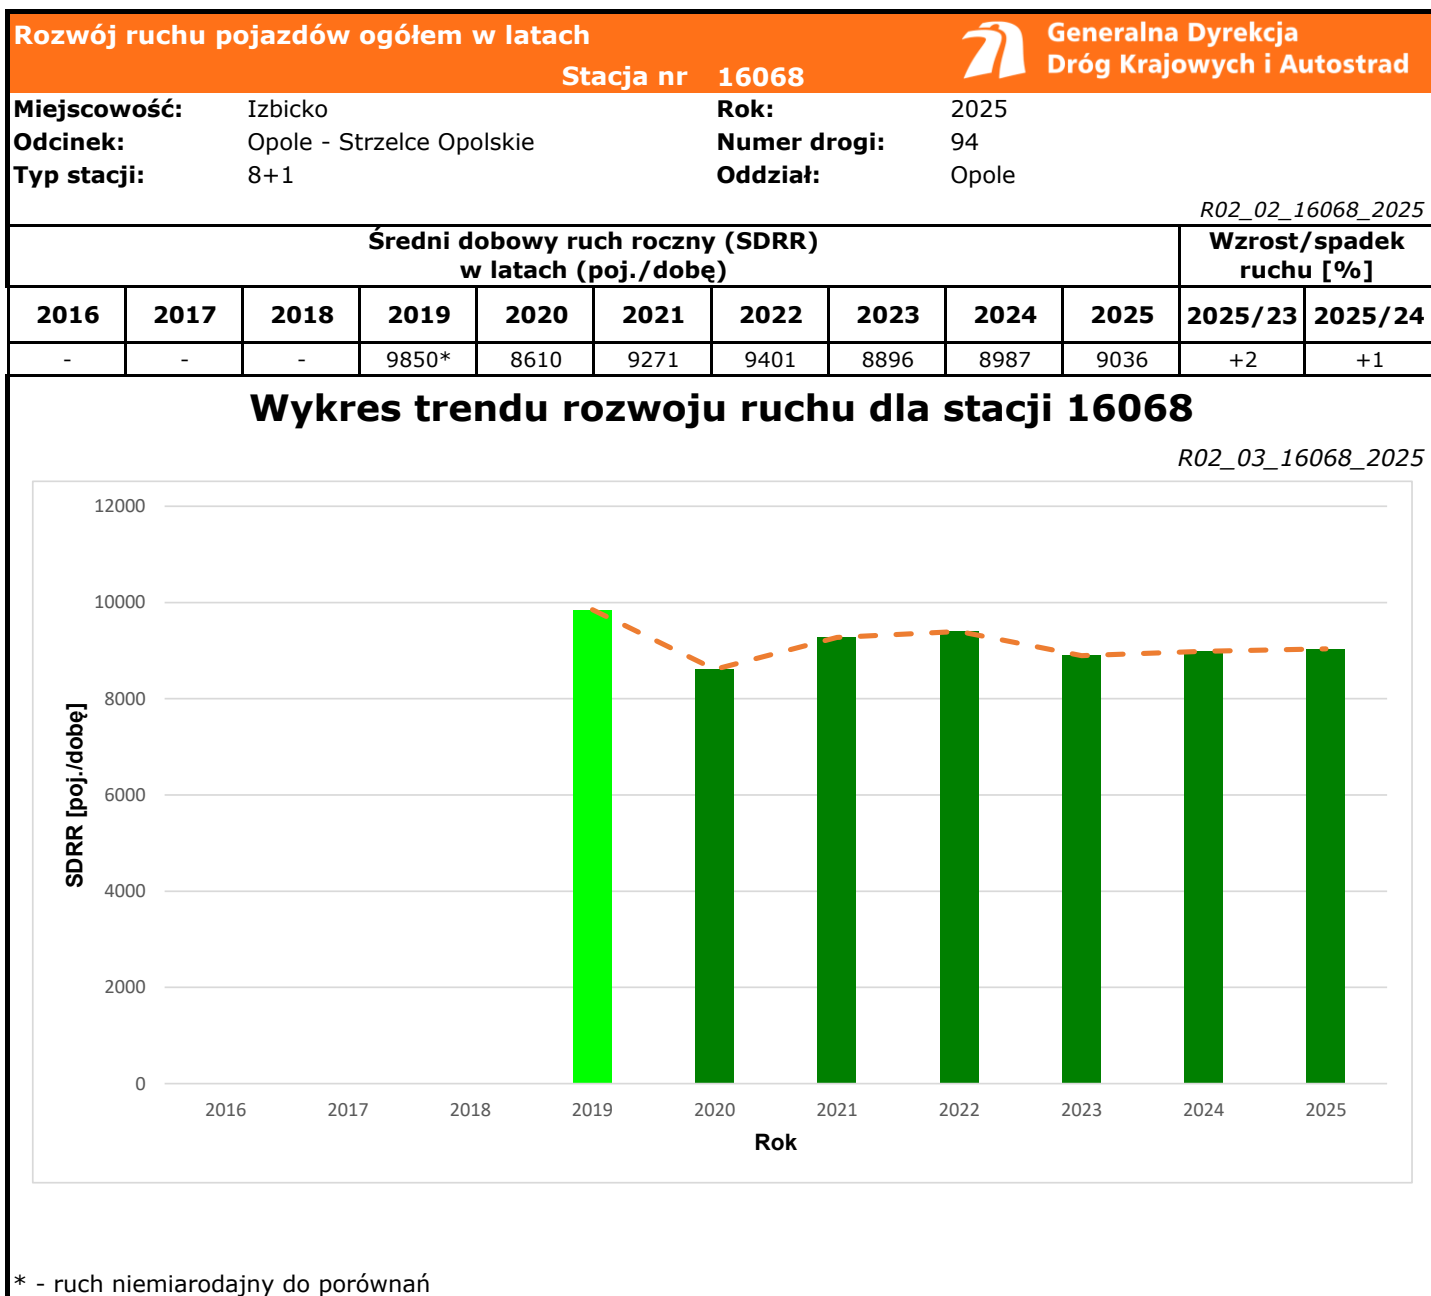 Rozwój ruchu pojazdów ogółem w latach
Generalna Dyrekcja
Dróg Krajowych i Autostrad
Stacja nr 16068
Miejscowość: Izbicko Rok: 2025
Odcinek: Opole - Strzelce Opolskie Numer drogi: 94
Typ stacji: 8+1 Oddział: Opole
R02_02_16068_2025
Średni dobowy ruch roczny (SDRR)
w latach (poj./dobę)
Wzrost/spadek
ruchu [%]
2016 2017 2018 2019 2020 2021 2022 2023 2024 2025 2025/23 2025/24
- - - 9850* 8610 9271 9401 8896 8987 9036 +2 +1
Wykres trendu rozwoju ruchu dla stacji 16068
R02_03_16068_2025
SDRR [poj./dobę]
12000
10000
8000
6000
4000
2000
0
2016 2017 2018 2019 2020 2021 2022 2023 2024 2025
Rok
* - ruch niemiarodajny do porównań